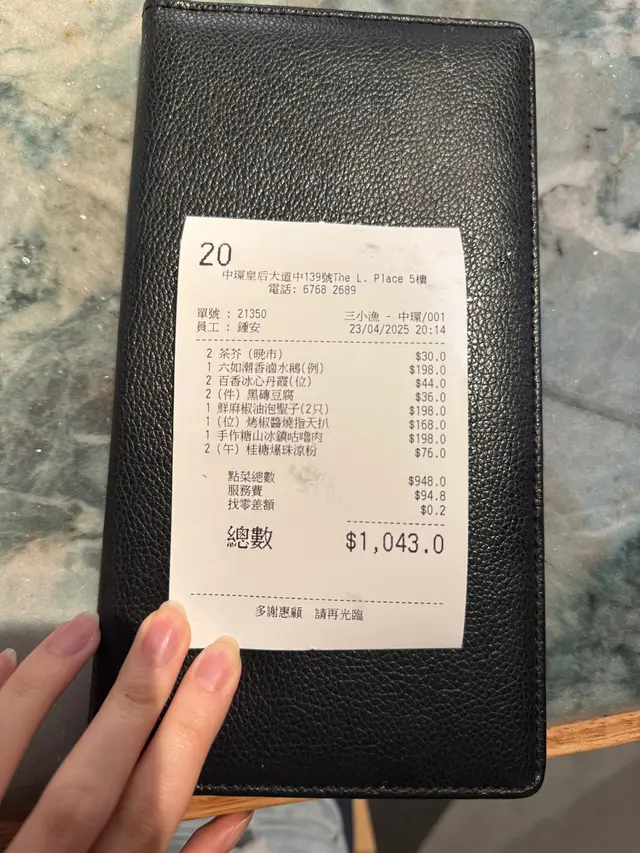 20
中環皇后大道中139號The L. Place 5樓
電話: 6768 2689
單號 : 21350 三小漁 - 中環/001
員工 : 鍾安 23/04/2025 20:14
2 茶芥 (晚市) $30.0
1 六如潮香滷水鵝(例) $198.0
2 百香冰心丹霞(位) $44.0
2 (件) 黑磚豆腐 $36.0
1 鮮麻椒油泡聖子(2只) $198.0
1 (位) 烤椒醬燒指天扒 $168.0
1 手作糖山冰鎮咕嚕肉 $198.0
2 (午) 桂糖爆珠涼粉 $76.0
點菜總數 $948.0
服務費 $94.8
找零差額 $0.2
總數 $1,043.0
多謝惠顧 請再光臨